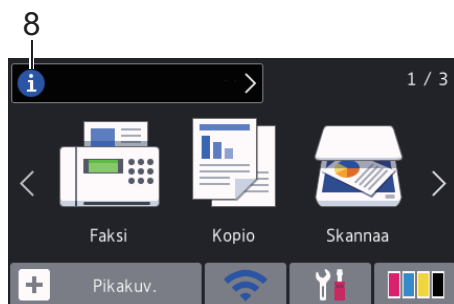 8
i
1 / 3
Faksi Kopio Skannaa
Pikakuv.